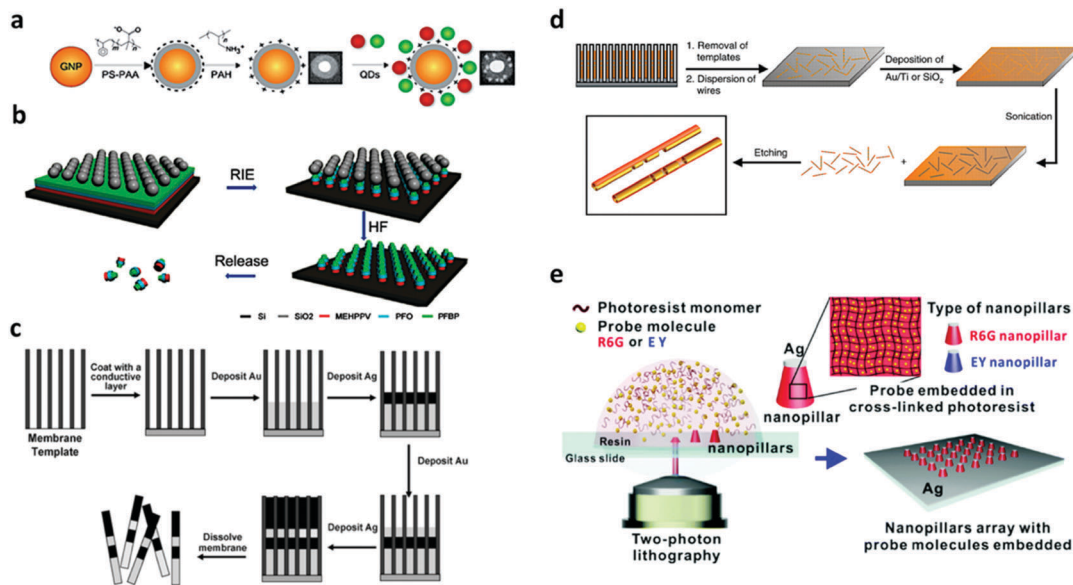 a
GNP
PS-PAA
O
O⁻
n
m
PAH
n
NH₃⁺
QDs
b
RIE
HF
Release
Si SiO2 MEHPPV PFO PFBP
c
Membrane
Template
Coat with a
conductive
layer
Deposit Au
Deposit Ag
Deposit Au
Deposit Ag
Dissolve
membrane
d
1. Removal of
templates
2. Dispersion of
wires
Deposition of
Au/Ti or SiO₂
Sonication
+
Etching
e
Photoresist monomer
Probe molecule
R6G or EY
Resin
Glass slide
nanopillars
Two-photon
lithography
Ag
nanopillar
Type of nanopillars
R6G nanopillar
EY nanopillar
Probe embedded in
cross-linked photoresist
Ag
Nanopillars array with
probe molecules embedded